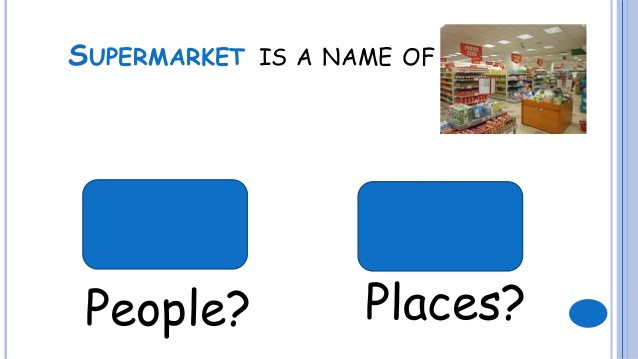 SUPERMARKET IS A NAME OF
People?
Places?